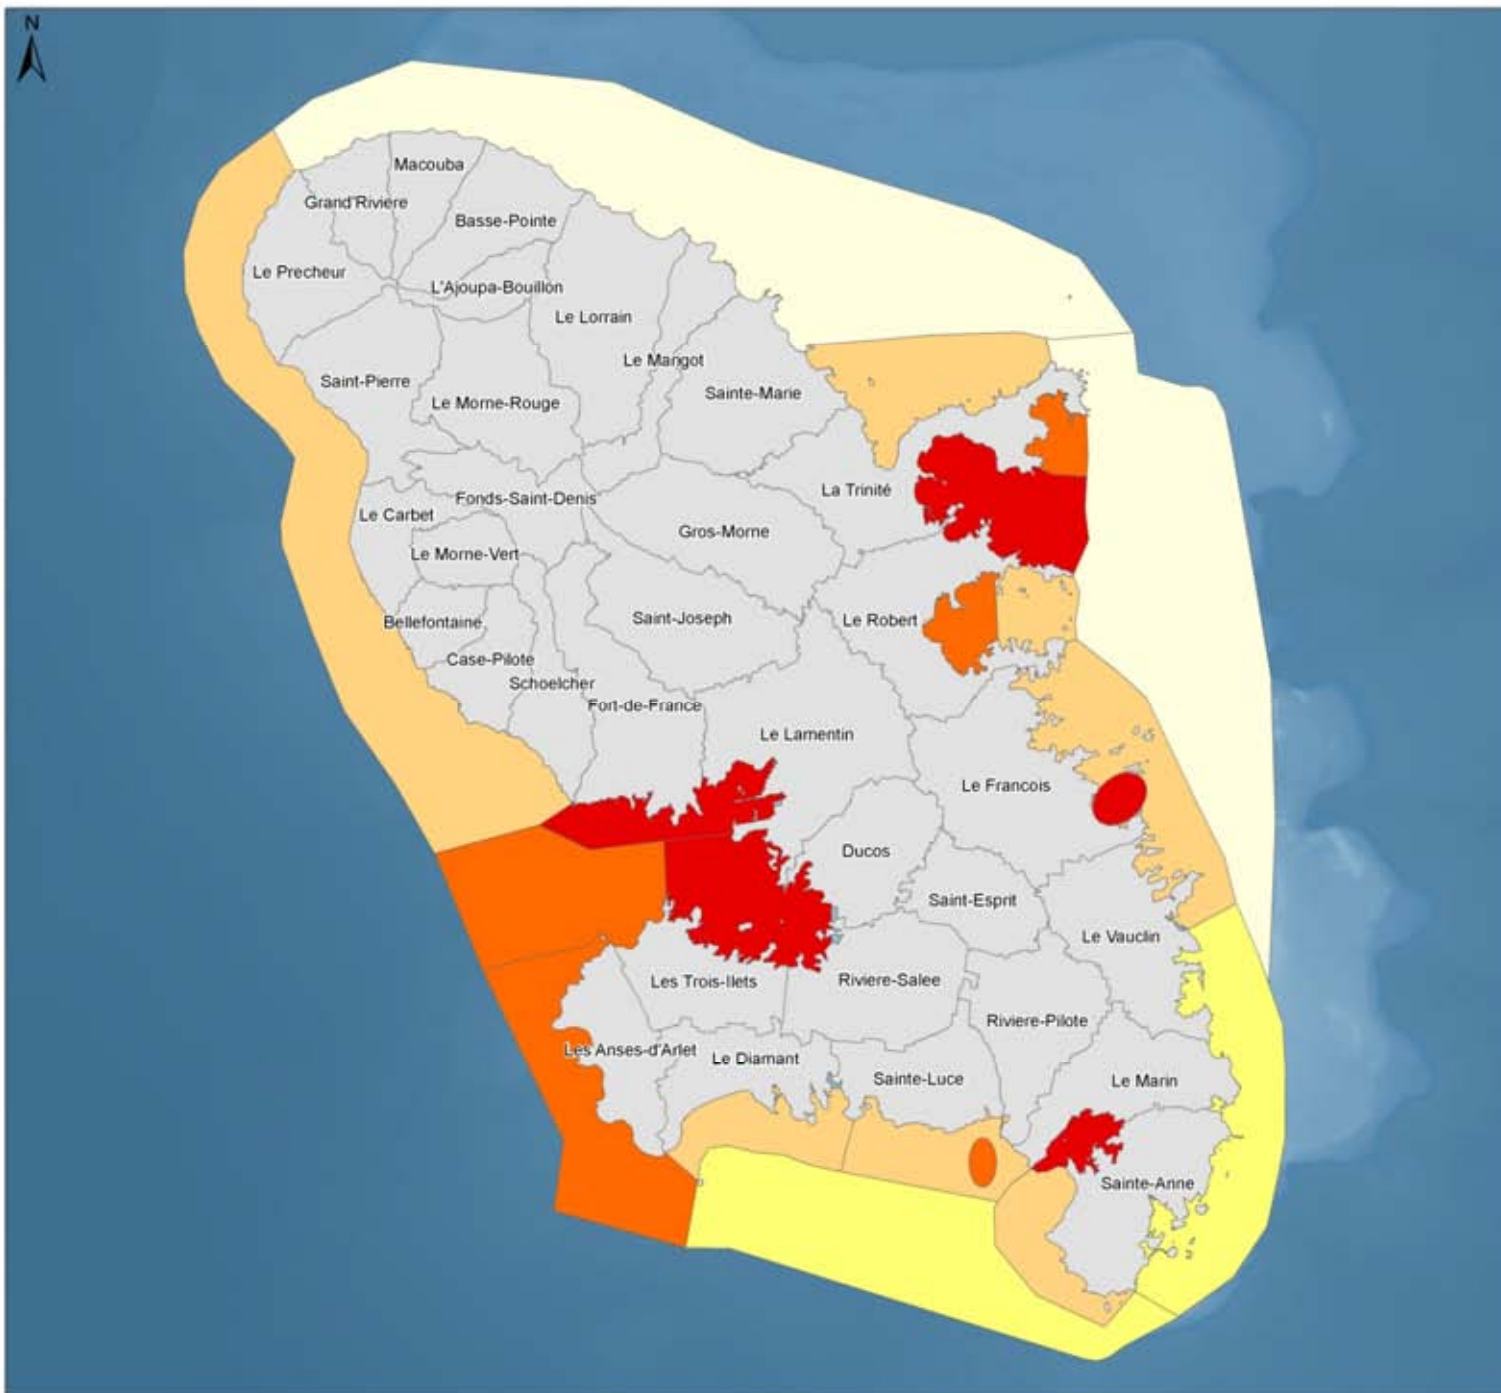 N
Macouba
Grand'Riviere
Basse-Pointe
Le Precheur
L'Ajoupa-Bouillon
Le Lorrain
Le Marigot
Saint-Pierre
Sainte-Marie
Le Morne-Rouge
La Trinité
Fonds-Saint-Denis
Le Carbet
Gros-Morne
Le Morne-Vert
Saint-Joseph
Le Robert
Bellefontaine
Case-Pilote
Schoelcher
Fort-de-France
Le Lamentin
Le Francois
Ducos
Saint-Esprit
Le Vauclin
Les Trois-Ilets
Riviere-Salee
Riviere-Pilote
Les Anses-d'Arlet
Le Diamant
Sainte-Luce
Le Marin
Sainte-Anne